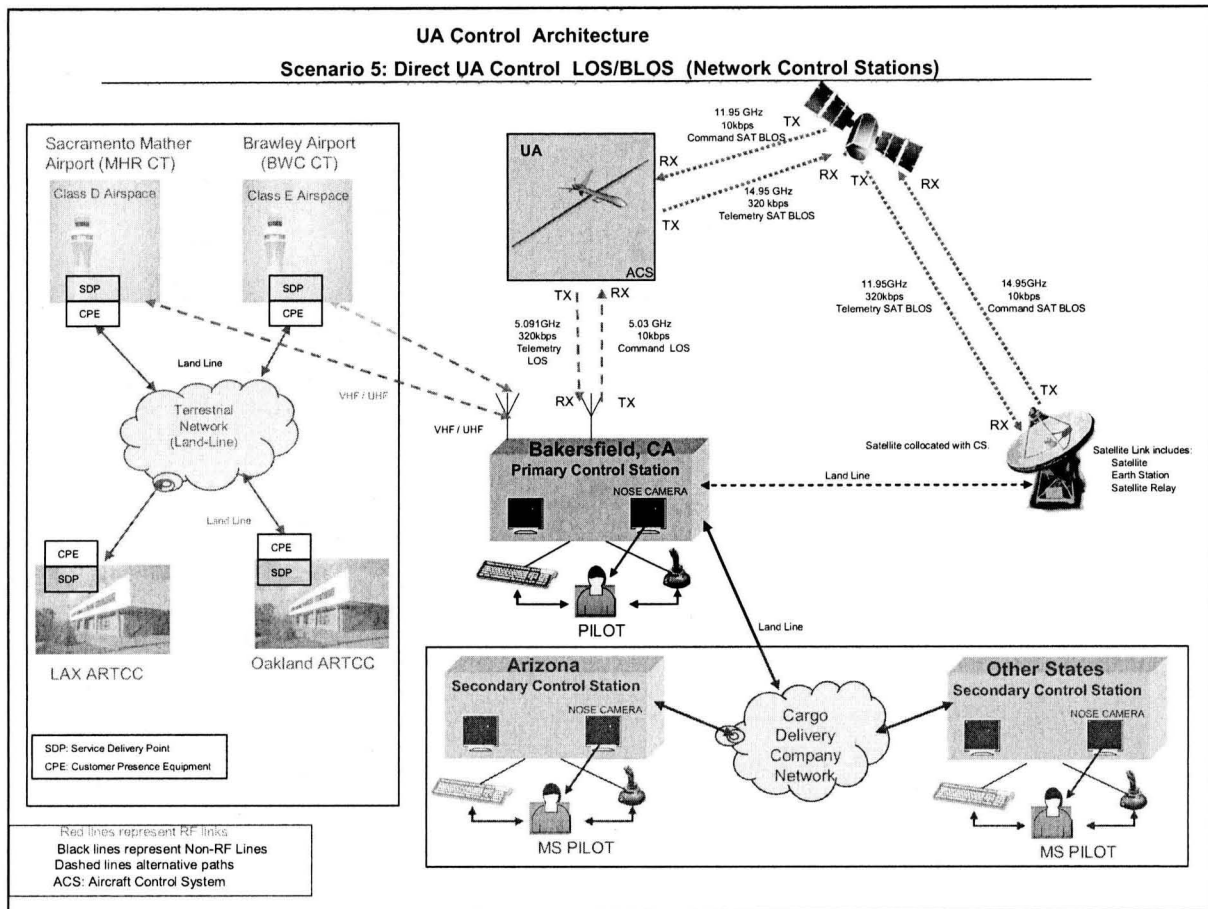 UA Control Architecture
Scenario 5: Direct UA Control LOS/BLOS (Network Control Stations)
Sacramento Mather
Airport (MHR CT)
Class D Airspace
SDP
CPE
Brawley Airport
(BWC CT)
Class E Airspace
SDP
CPE
Land Line
Terrestrial
Network
(Land-Line)
VHF / UHF
Land Line
CPE
SDP
LAX ARTCC
CPE
SDP
Oakland ARTCC
SDP: Service Delivery Point
CPE: Customer Presence Equipment
Red lines represent RF links
Black lines represent Non-RF Lines
Dashed lines alternative paths
ACS: Aircraft Control System
UA
ACS
11.95 GHz
10kbps
Command SAT BLOS
TX
RX
14.95 GHz
320 kbps
Telemetry SAT BLOS
TX
RX
TX
RX
TX
RX
5.091GHz
320kbps
Telemetry
LOS
5.03 GHz
10kbps
Command LOS
11.95GHz
320kbps
Telemetry SAT BLOS
14.95GHz
10kbps
Command SAT BLOS
RX
TX
VHF / UHF
RX
TX
Satellite collocated with CS.
Satellite Link includes:
Satellite
Earth Station
Satellite Relay
Bakersfield, CA
Primary Control Station
NOSE CAMERA
Land Line
PILOT
Land Line
Arizona
Secondary Control Station
NOSE CAMERA
MS PILOT
Cargo
Delivery
Company
Network
Other States
Secondary Control Station
NOSE CAMERA
MS PILOT